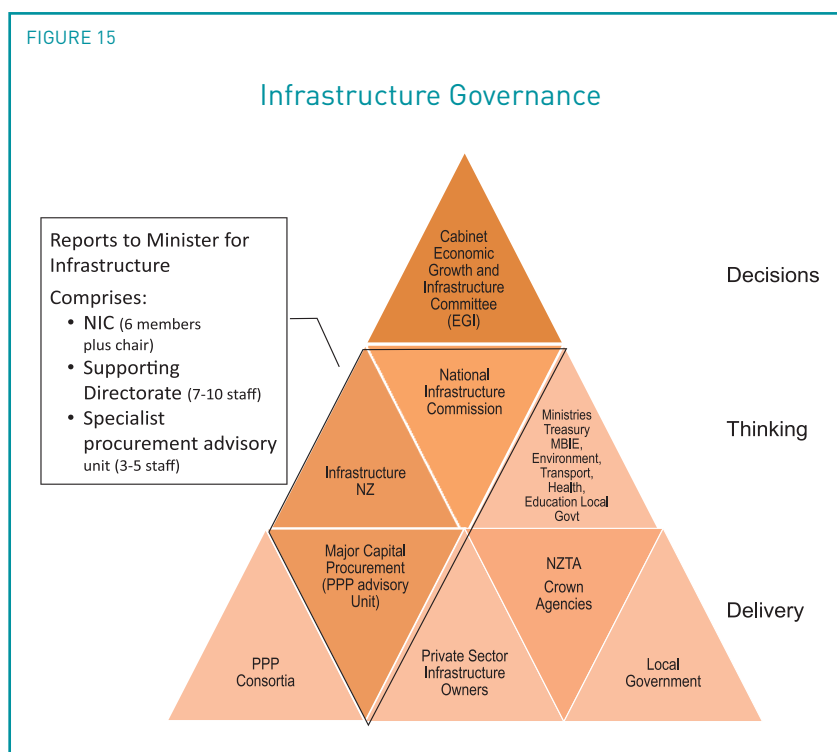 FIGURE 15
Infrastructure Governance
Reports to Minister for
Infrastructure
Comprises:
• NIC (6 members
plus chair)
• Supporting
Directorate (7-10 staff)
• Specialist
procurement advisory
unit (3-5 staff)
Cabinet
Economic
Growth and
Infrastructure
Committee
(EGI)
Decisions
National
Infrastructure
Commission
Infrastructure
NZ
Ministries
Treasury
MBIE,
Environment,
Transport,
Health,
Education Local
Govt
Thinking
Major Capital
Procurement
(PPP advisory
Unit)
NZTA
Crown
Agencies
Delivery
PPP
Consortia
Private Sector
Infrastructure
Owners
Local
Government